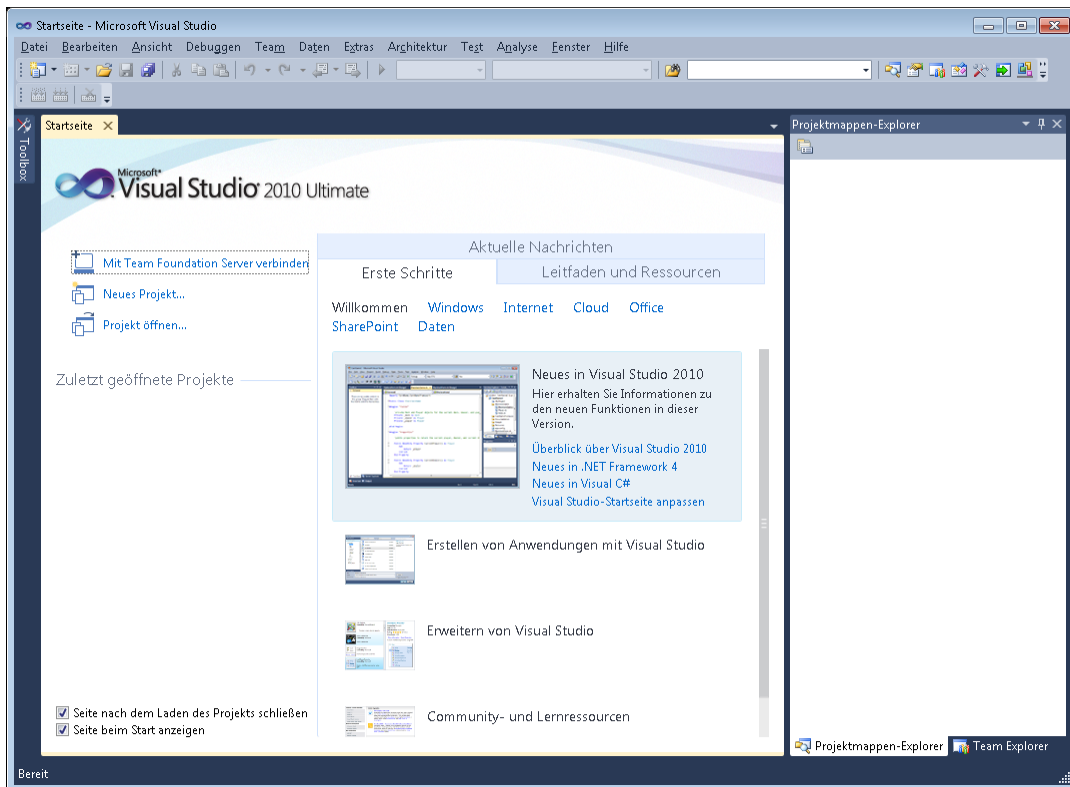 Startseite - Microsoft Visual Studio
Datei Bearbeiten Ansicht Debuggen Team Daten Extras Architektur Test Analyse Fenster Hilfe
Toolbox
Startseite
Projektmappen-Explorer
Microsoft®
Visual Studio® 2010 Ultimate
Mit Team Foundation Server verbinden
Neues Projekt...
Projekt öffnen...
Zuletzt geöffnete Projekte
Aktuelle Nachrichten
Erste Schritte Leitfaden und Ressourcen
Willkommen Windows Internet Cloud Office
SharePoint Daten
Neues in Visual Studio 2010
Hier erhalten Sie Informationen zu
den neuen Funktionen in dieser
Version.
Überblick über Visual Studio 2010
Neues in .NET Framework 4
Neues in Visual C#
Visual Studio-Startseite anpassen
Erstellen von Anwendungen mit Visual Studio
Erweitern von Visual Studio
Community- und Lernressourcen
Seite nach dem Laden des Projekts schließen
Seite beim Start anzeigen
Projektmappen-Explorer Team Explorer
Bereit